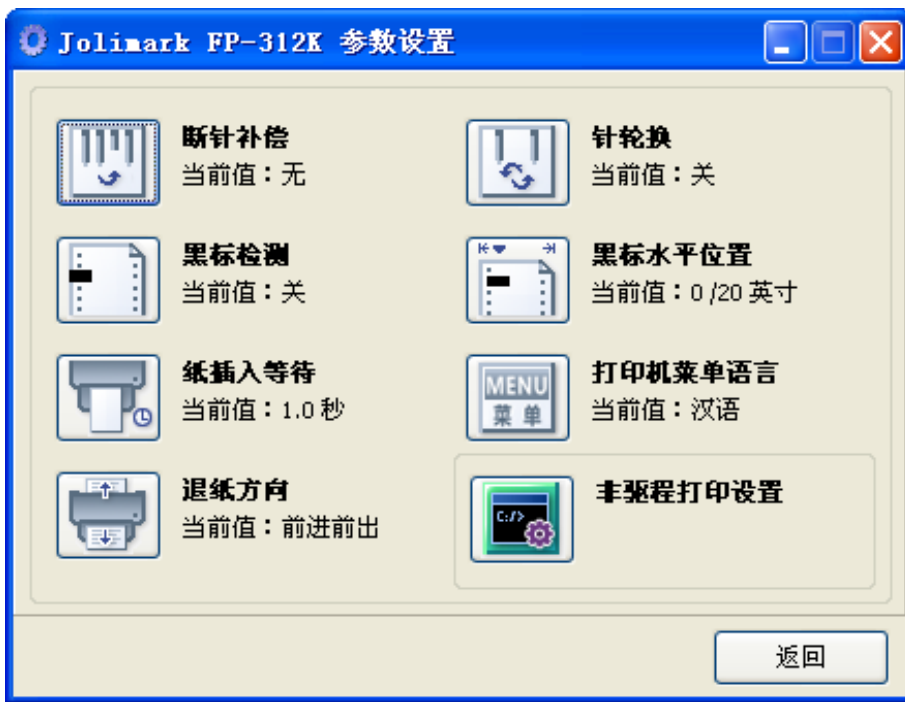 Jolimark FP-312K 参数设置
断针补偿
当前值：无
针轮换
当前值：关
黑标检测
当前值：关
黑标水平位置
当前值：0 /20 英寸
纸插入等待
当前值：1.0 秒
MENU
菜 单
打印机菜单语言
当前值：汉语
退纸方向
当前值：前进前出
C:/>
非驱程打印设置
返回